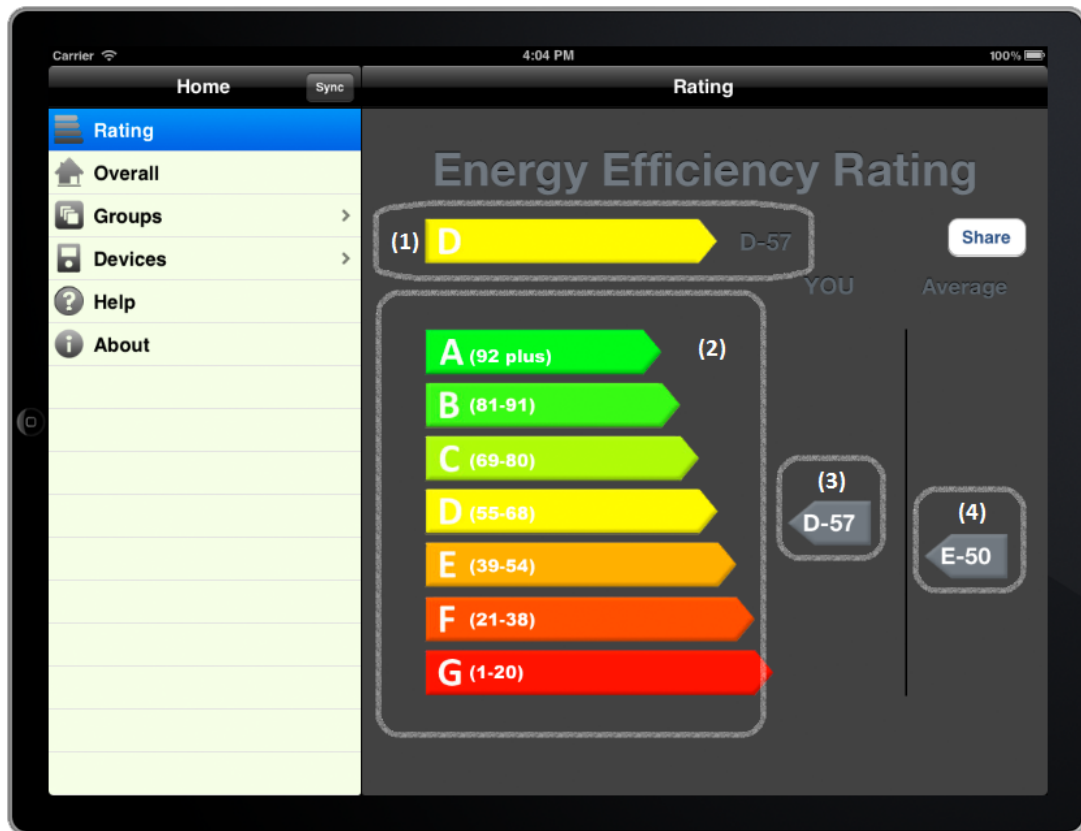 Carrier 4:04 PM 100%
Home Sync Rating
Rating
Overall
Groups
Devices
Help
About
Energy Efficiency Rating
(1) D D-57 Share
YOU Average
A (92 plus) (2)
B (81-91)
C (69-80)
(3)
D (55-68) D-57 (4)
E (39-54) E-50
F (21-38)
G (1-20)